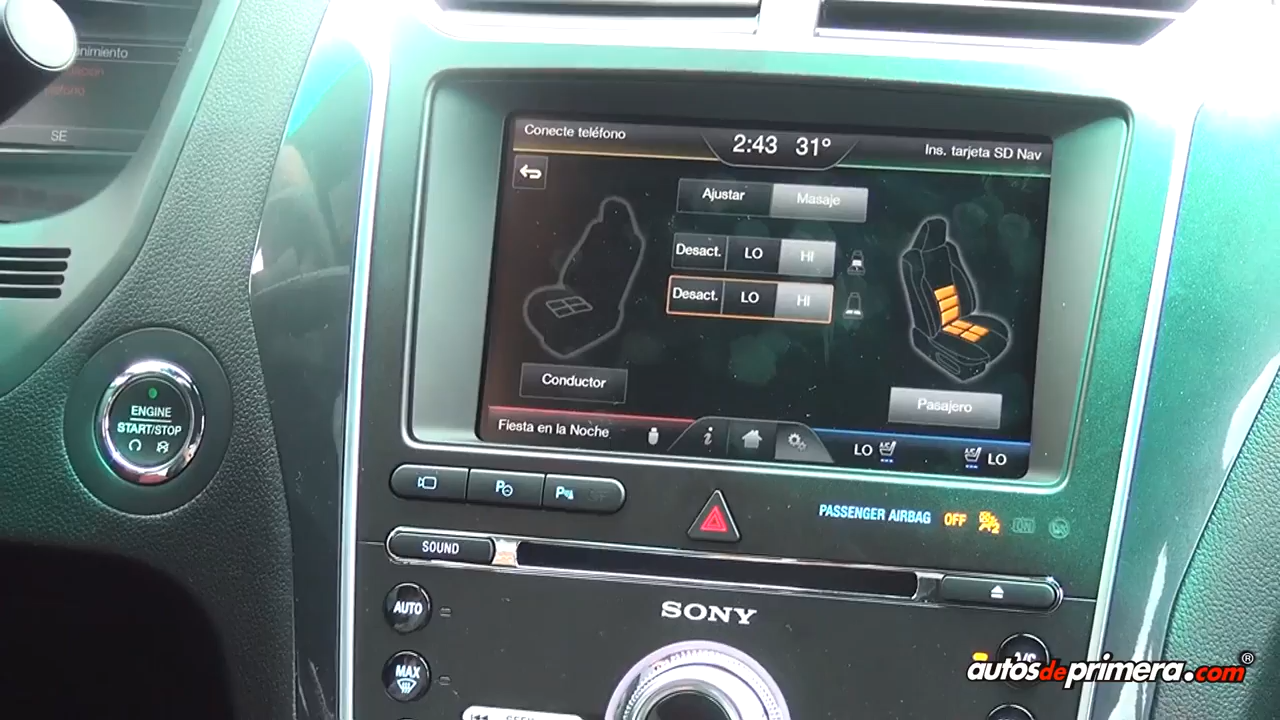 SE
ENGINE
START/STOP
Conecte teléfono
2:43 31°
Ins. tarjeta SD Nav
Ajustar Masaje
Desact. LO HI
Desact. LO HI
Conductor
Pasajero
Fiesta en la Noche
LO
LO
PASSENGER AIRBAG OFF
SOUND
SONY
AUTO
MAX
autosdeprimera.com®